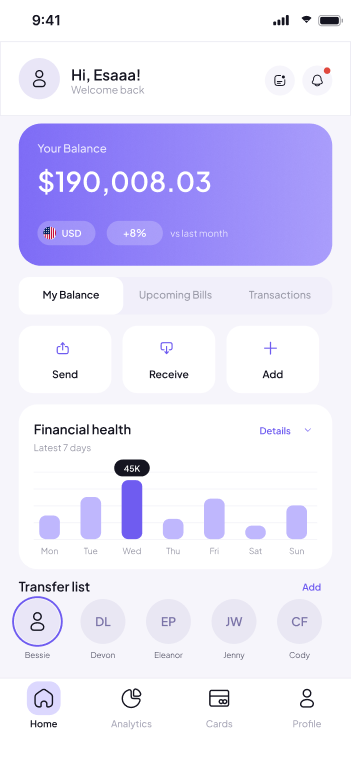 9:41
Hi, Esaaa!
Welcome back
Your Balance
$190,008.03
USD +8% vs last month
My Balance Upcoming Bills Transactions
Send Receive Add
Financial health Details
Latest 7 days
45K
Mon Tue Wed Thu Fri Sat Sun
Transfer list Add
DL EP JW CF
Bessie Devon Eleanor Jenny Cody
Home Analytics Cards Profile